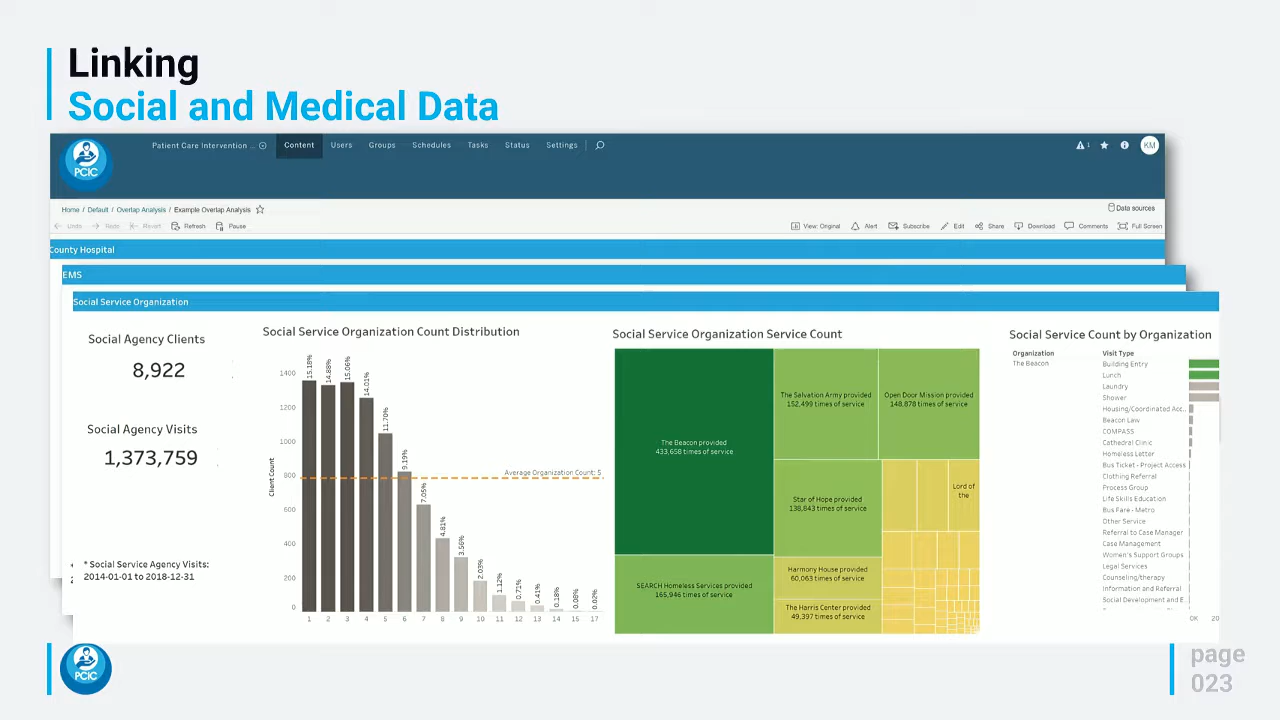 Linking
Social and Medical Data
PCIC
Patient Care Intervention ...
Content
Users
Groups
Schedules
Tasks
Status
Settings
1
KM
Home / Default / Overlap Analysis / Example Overlap Analysis
Data sources
Undo
Redo
Revert
Refresh
Pause
View: Original
Alert
Subscribe
Edit
Share
Download
Comments
Full Screen
County Hospital
EMS
Social Service Organization
Social Agency Clients
8,922
Social Agency Visits
1,373,759
* Social Service Agency Visits:
2014-01-01 to 2018-12-31
Social Service Organization Count Distribution
Client Count
1400
1200
1000
800
600
400
200
0
15.18%
14.88%
15.06%
14.01%
11.70%
9.19%
7.05%
4.81%
3.56%
2.03%
1.12%
0.71%
0.41%
0.18%
0.08%
0.02%
Average Organization Count: 5
1 2 3 4 5 6 7 8 9 10 11 12 13 14 15 17
Social Service Organization Service Count
The Beacon provided
433,658 times of service
SEARCH Homeless Services provided
165,946 times of service
The Salvation Army provided
152,499 times of service
Open Door Mission provided
148,878 times of service
Star of Hope provided
138,843 times of service
Harmony House provided
60,063 times of service
The Harris Center provided
49,397 times of service
Lord of
the
Social Service Count by Organization
Organization
Visit Type
The Beacon
Building Entry
Lunch
Laundry
Shower
Housing/Coordinated Acc..
Beacon Law
COMPASS
Cathedral Clinic
Homeless Letter
Bus Ticket - Project Access
Clothing Referral
Process Group
Life Skills Education
Bus Fare - Metro
Other Service
Referral to Case Manager
Case Management
Women's Support Groups
Legal Services
Counseling/therapy
Information and Referral
Social Development and E..
0K
20
PCIC
page
023